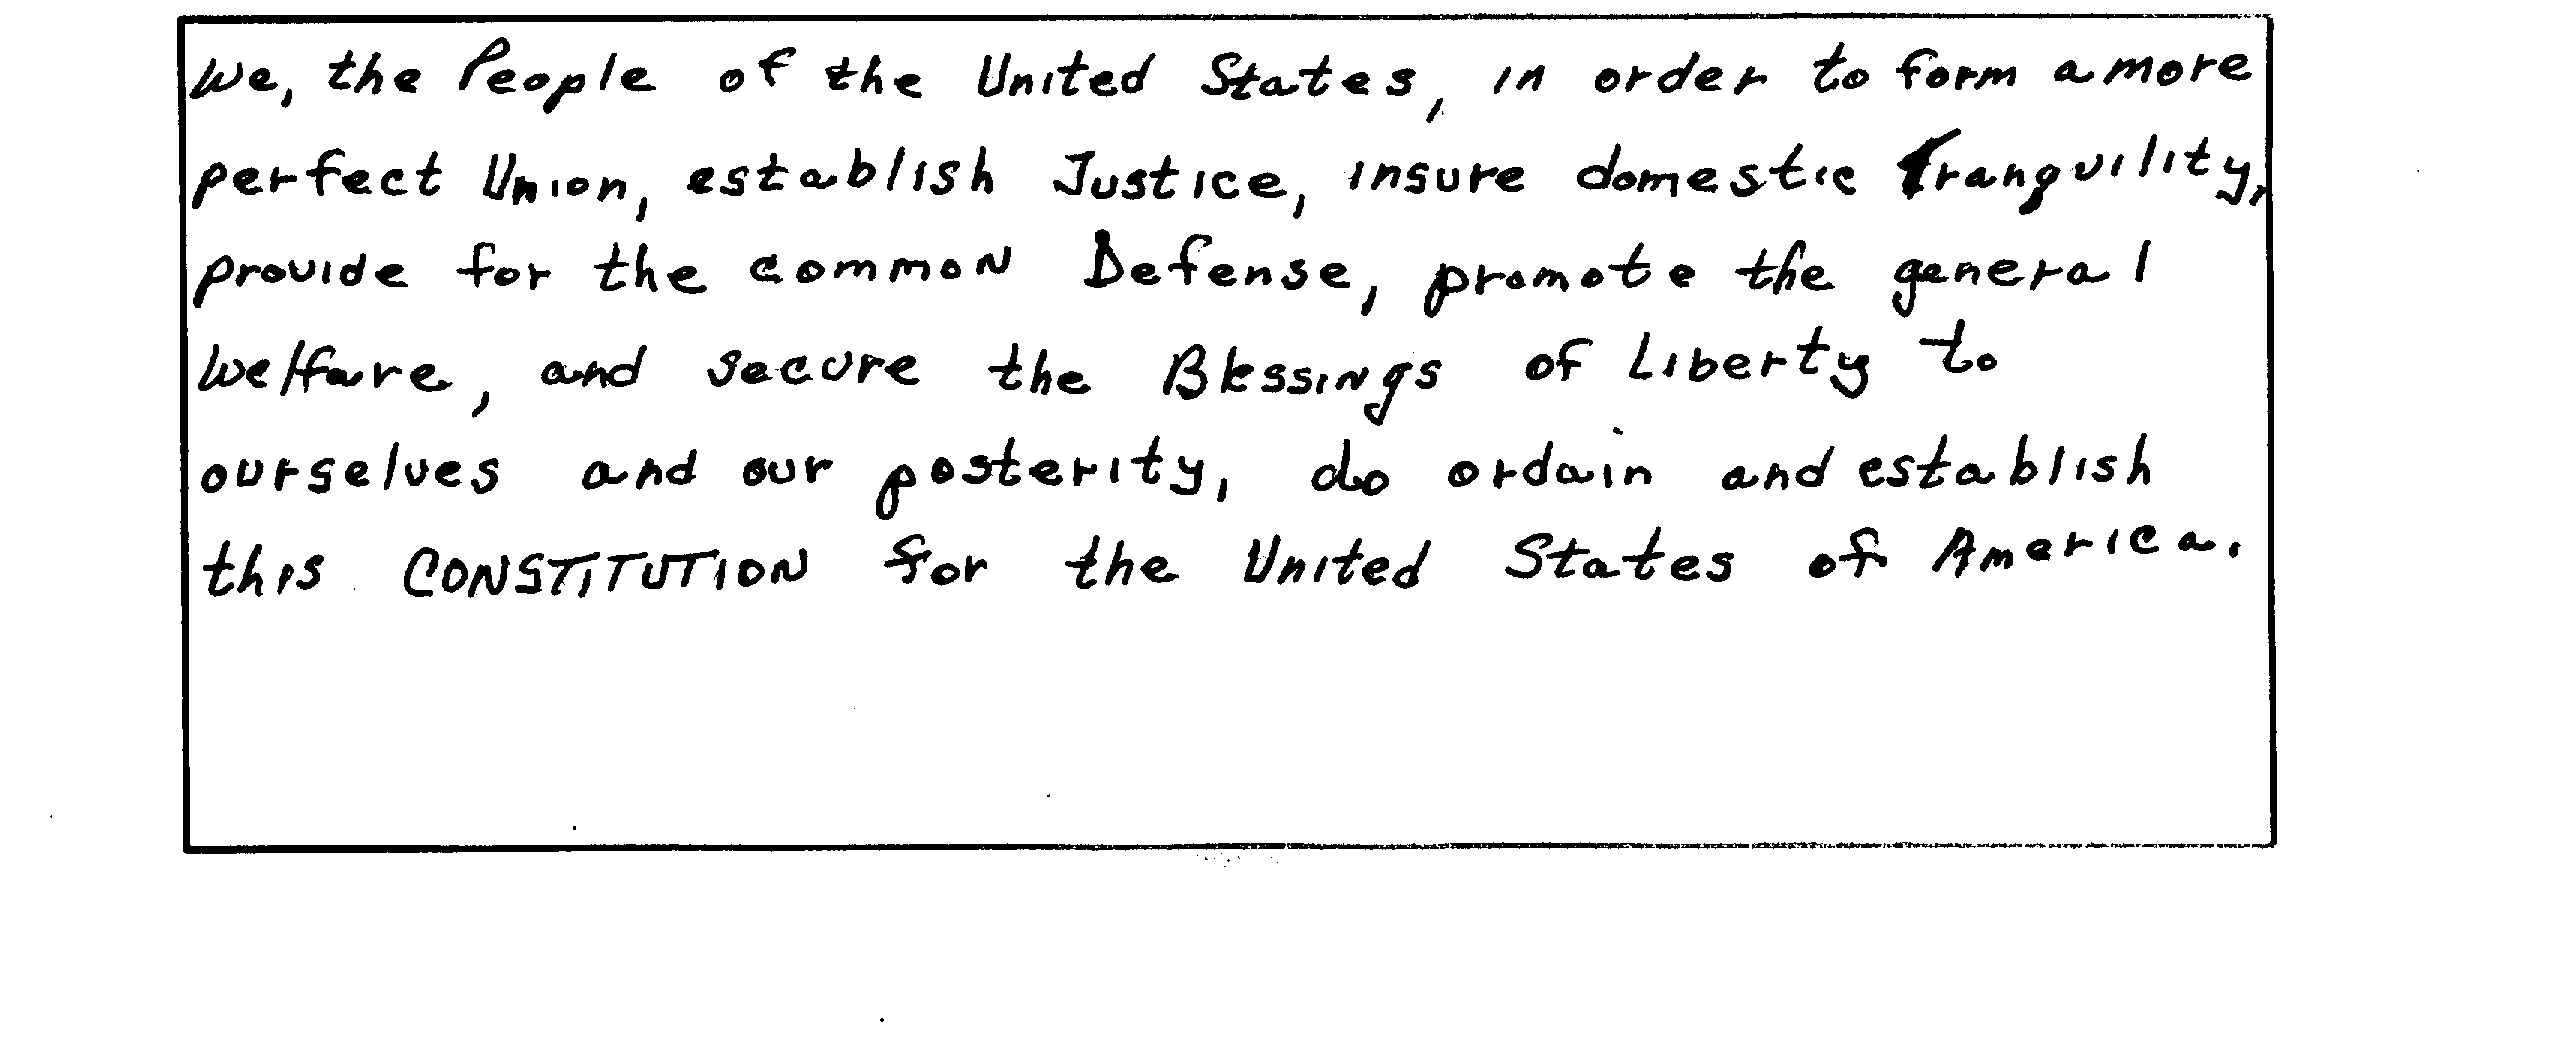 We, the People of the United States, in order to form a more
perfect Union, establish Justice, insure domestic Tranquility,
provide for the common Defense, promote the general
Welfare, and secure the Blessings of Liberty to
ourselves and our posterity, do ordain and establish
this CONSTITUTION for the United States of America.